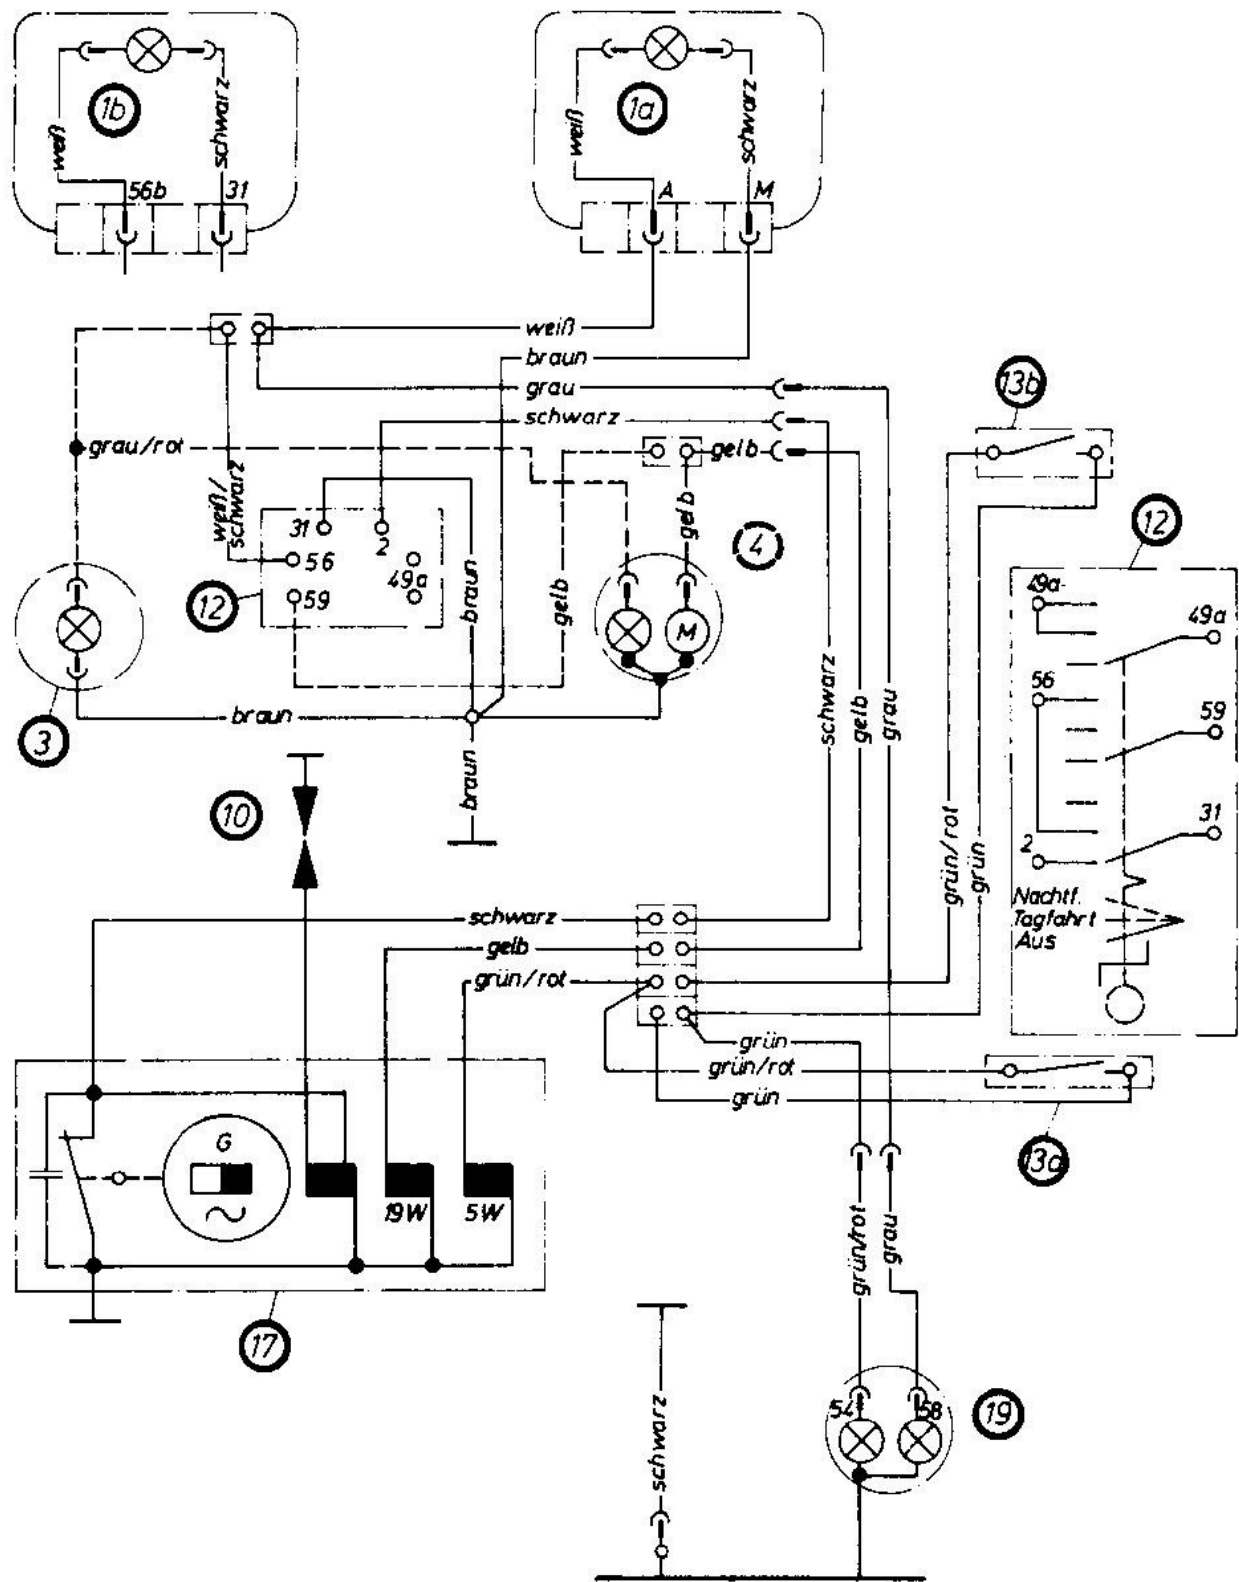 1b
weiß
schwarz
56b
31
1a
weiß
schwarz
A
M
weiß
braun
grau
schwarz
grau/rot
gelb
13b
weiß/
schwarz
31
2
56
49a
59
12
gelb
braun
gelb
4
M
12
49a
49a
56
59
31
2
Nachtf.
Tagfahrt
Aus
3
braun
braun
schwarz
gelb
grau
10
grün/rot
grün
schwarz
gelb
grün/rot
grün
grün/rot
grün
13a
G
19W
5W
17
grün/rot
grau
schwarz
54
58
19